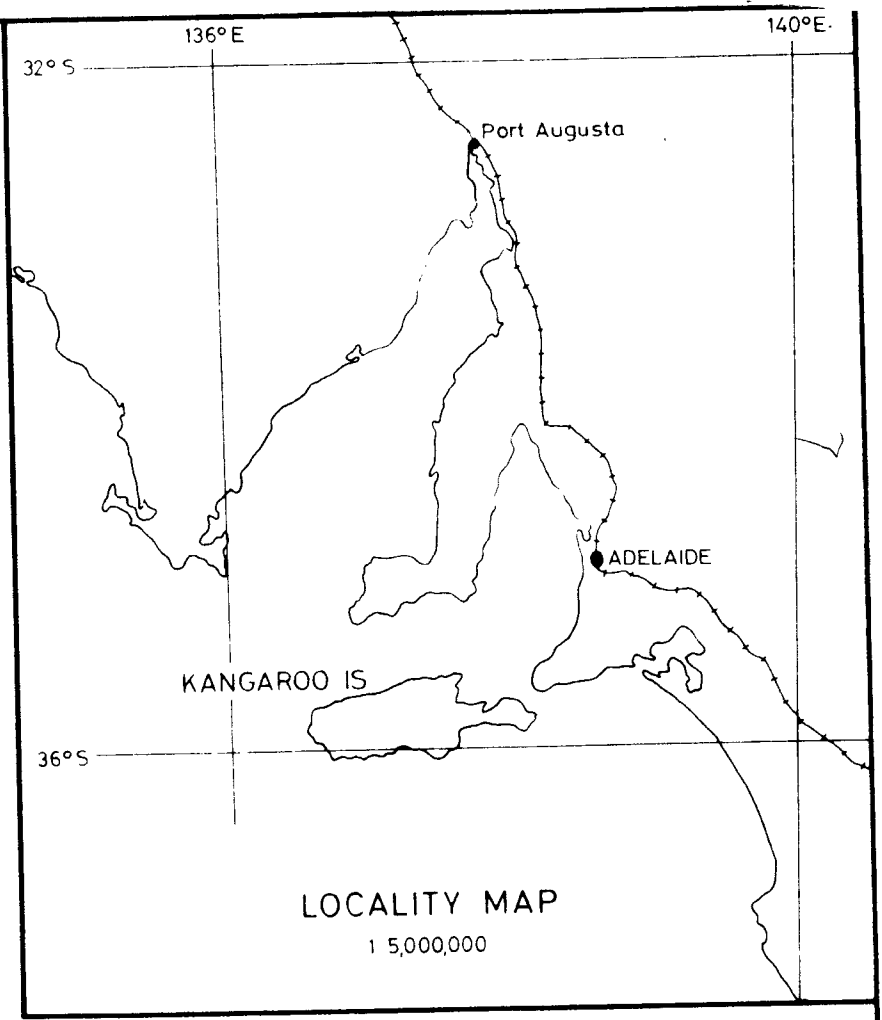 136°E
140°E.
32°S
Port Augusta
ADELAIDE
KANGAROO IS
36°S
LOCALITY MAP
1 5,000,000